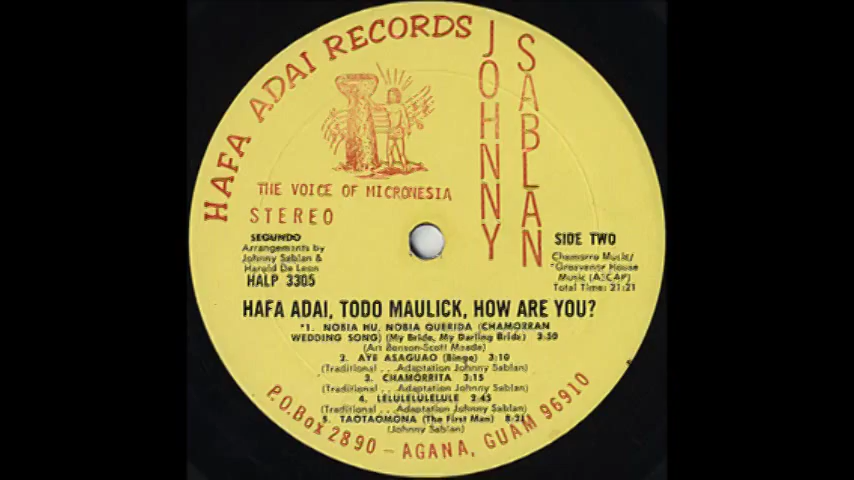 HAFA ADAI RECORDS
JOHNNY
SABLAN
THE VOICE OF MICRONESIA
STEREO
SEGUNDO
Arrangements by
Johnny Sablan &
Harold De Leon
HALP 3305
SIDE TWO
Chamorro Music/
*Grosvenor House
Music (ASCAP)
Total Time: 21:21
HAFA ADAI, TODO MAULICK, HOW ARE YOU?
*1. NOBIA HU, NOBIA QUERIDA (CHAMORRAN
WEDDING SONG) (My Bride, My Darling Bride) 3:50
(Art Benson-Scott Meade)
2. AYE ASAGUAO (Binge) 3:10
(Traditional . . . Adaptation Johnny Sablan)
3. CHAMORRITA 3:15
(Traditional . . . Adaptation Johnny Sablan)
4. LELULELULELULE 2:45
(Traditional . . . Adaptation Johnny Sablan)
5. TAOTAOMONA (The First Man) 8:21
(Johnny Sablan)
P.O.Box 2890 - AGANA, GUAM 96910